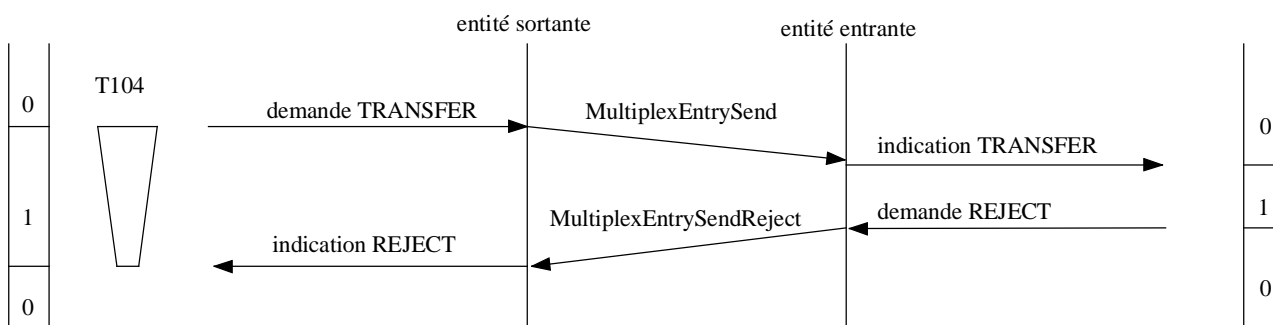 entité sortante
entité entrante
T104
0
demande TRANSFER
MultiplexEntrySend
0
indication TRANSFER
1
MultiplexEntrySendReject
demande REJECT
1
indication REJECT
0
0